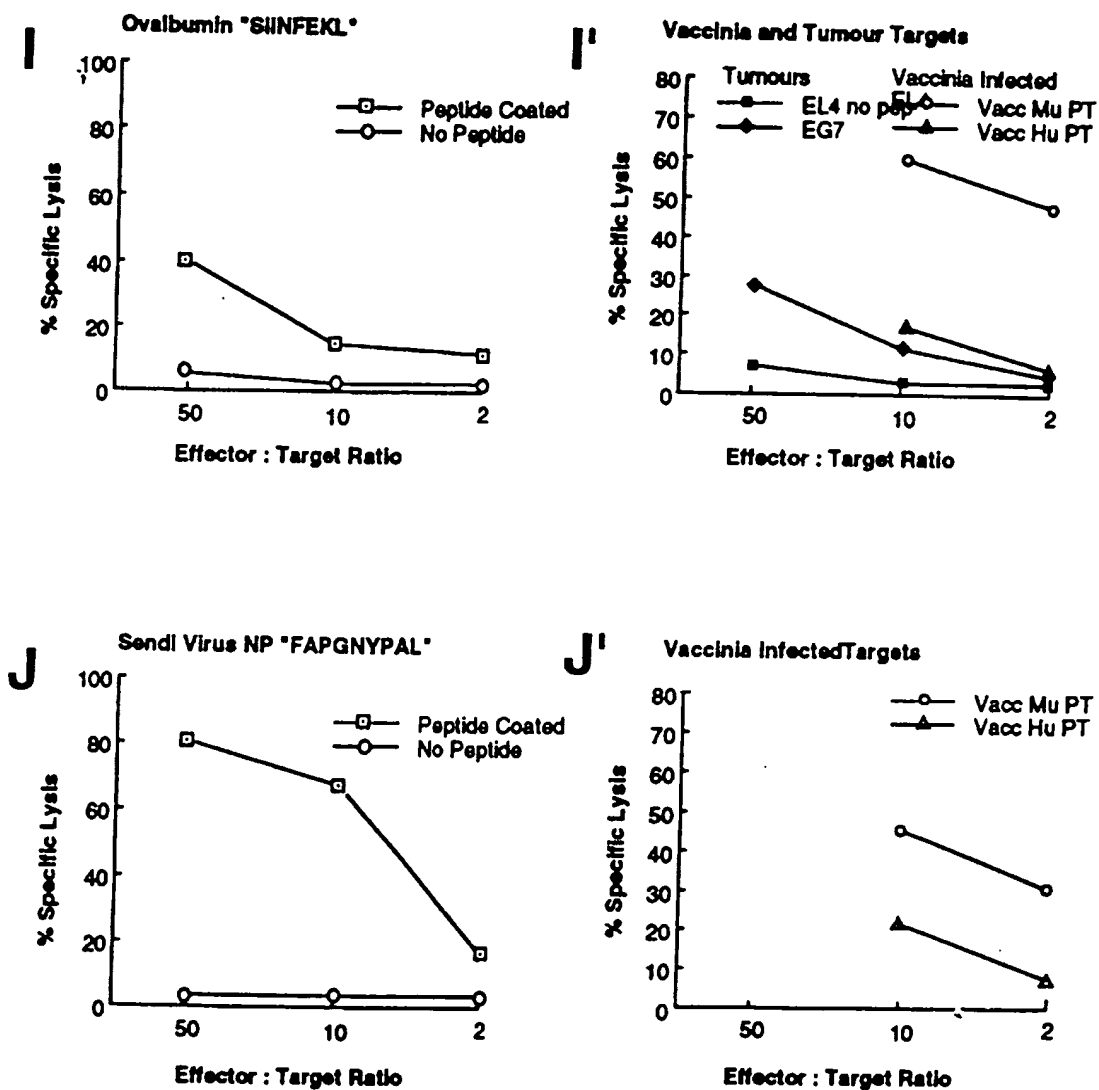 I
Ovalbumin "SIINFEKL"
100
80
60
40
20
0
% Specific Lysis
Peptide Coated
No Peptide
50
10
2
Effector : Target Ratio
I'
Vaccinia and Tumour Targets
Tumours
EL4 no pep
EG7
Vaccinia Infected
Vacc Mu PT
Vacc Hu PT
80
70
60
50
40
30
20
10
0
% Specific Lysis
50
10
2
Effector : Target Ratio
J
Sendi Virus NP "FAPGNYPAL"
100
80
60
40
20
0
% Specific Lysis
Peptide Coated
No Peptide
50
10
2
Effector : Target Ratio
J'
Vaccinia InfectedTargets
80
70
60
50
40
30
20
10
0
% Specific Lysis
Vacc Mu PT
Vacc Hu PT
50
10
2
Effector : Target Ratio